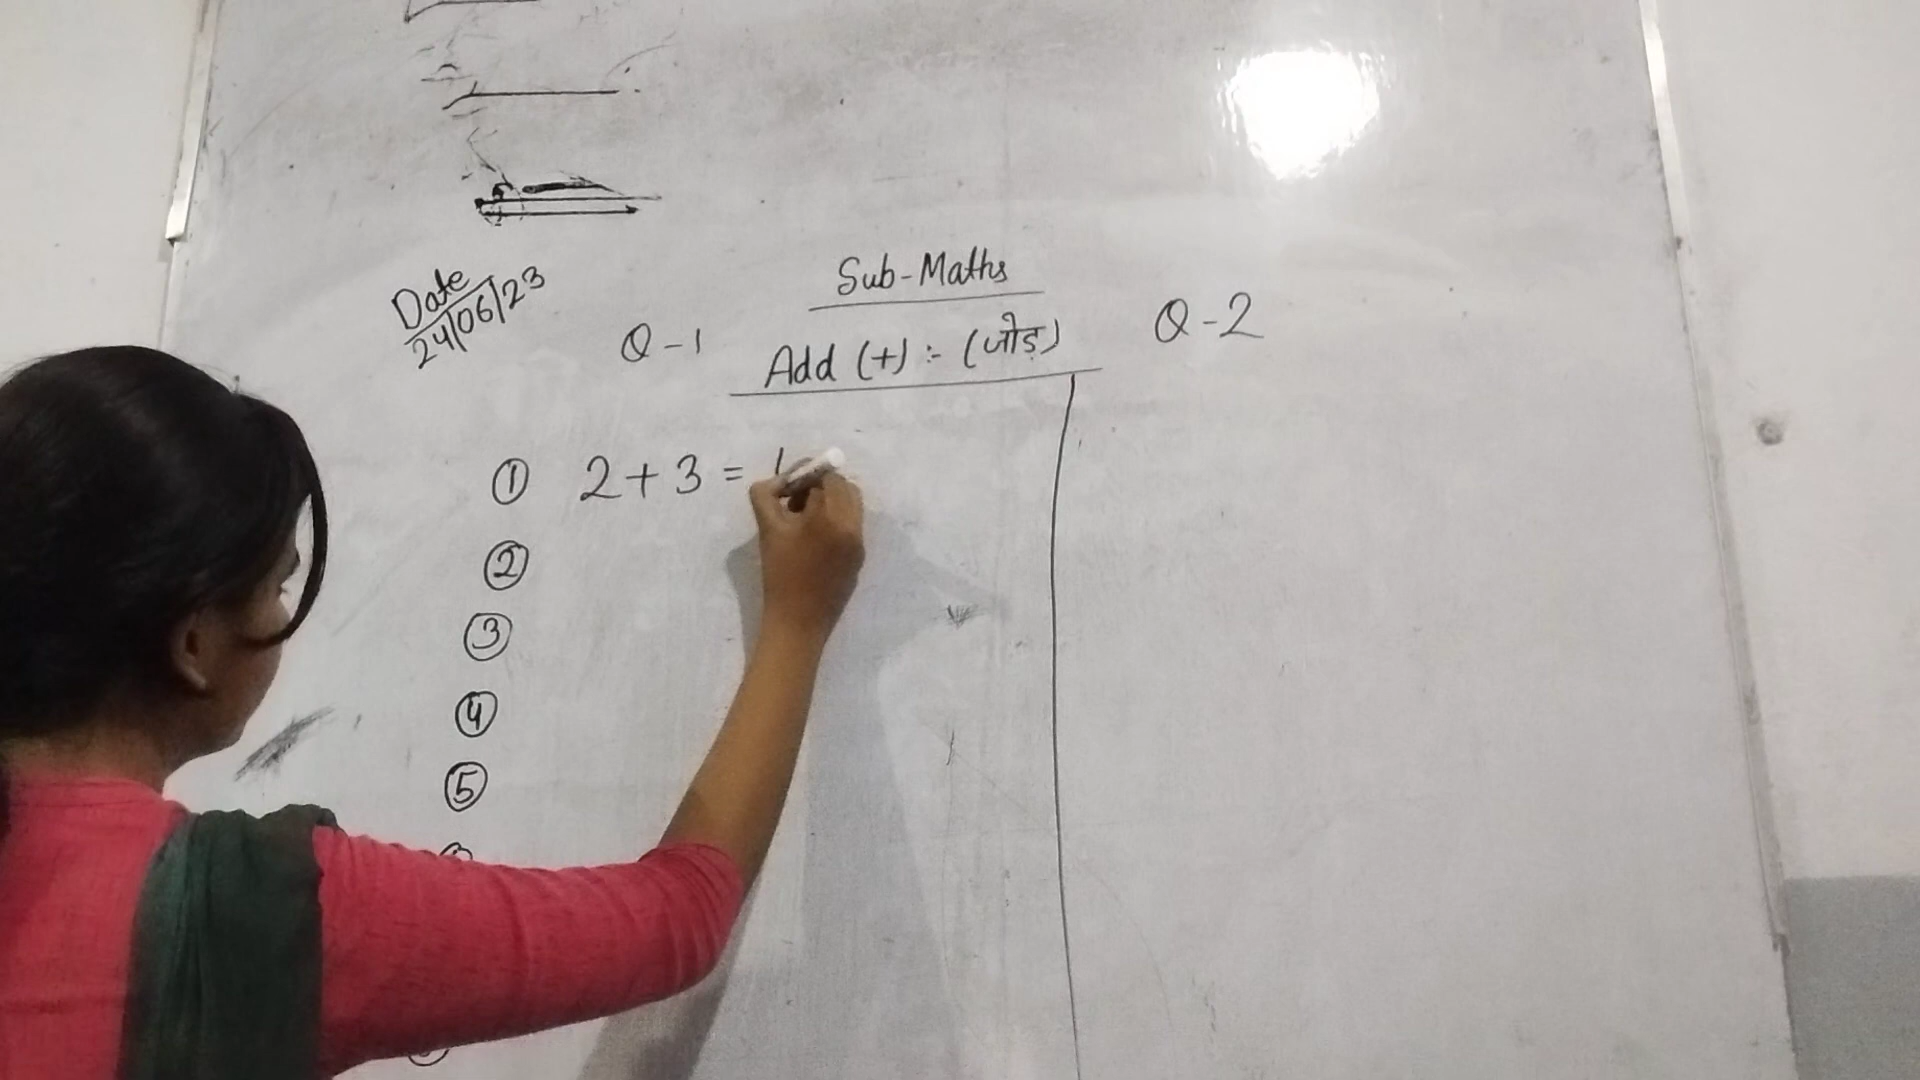 Date
24/06/23
Sub-Maths
Q-1
Add (+) :- (जोड़)
Q-2
① 2+3=
②
③
④
⑤